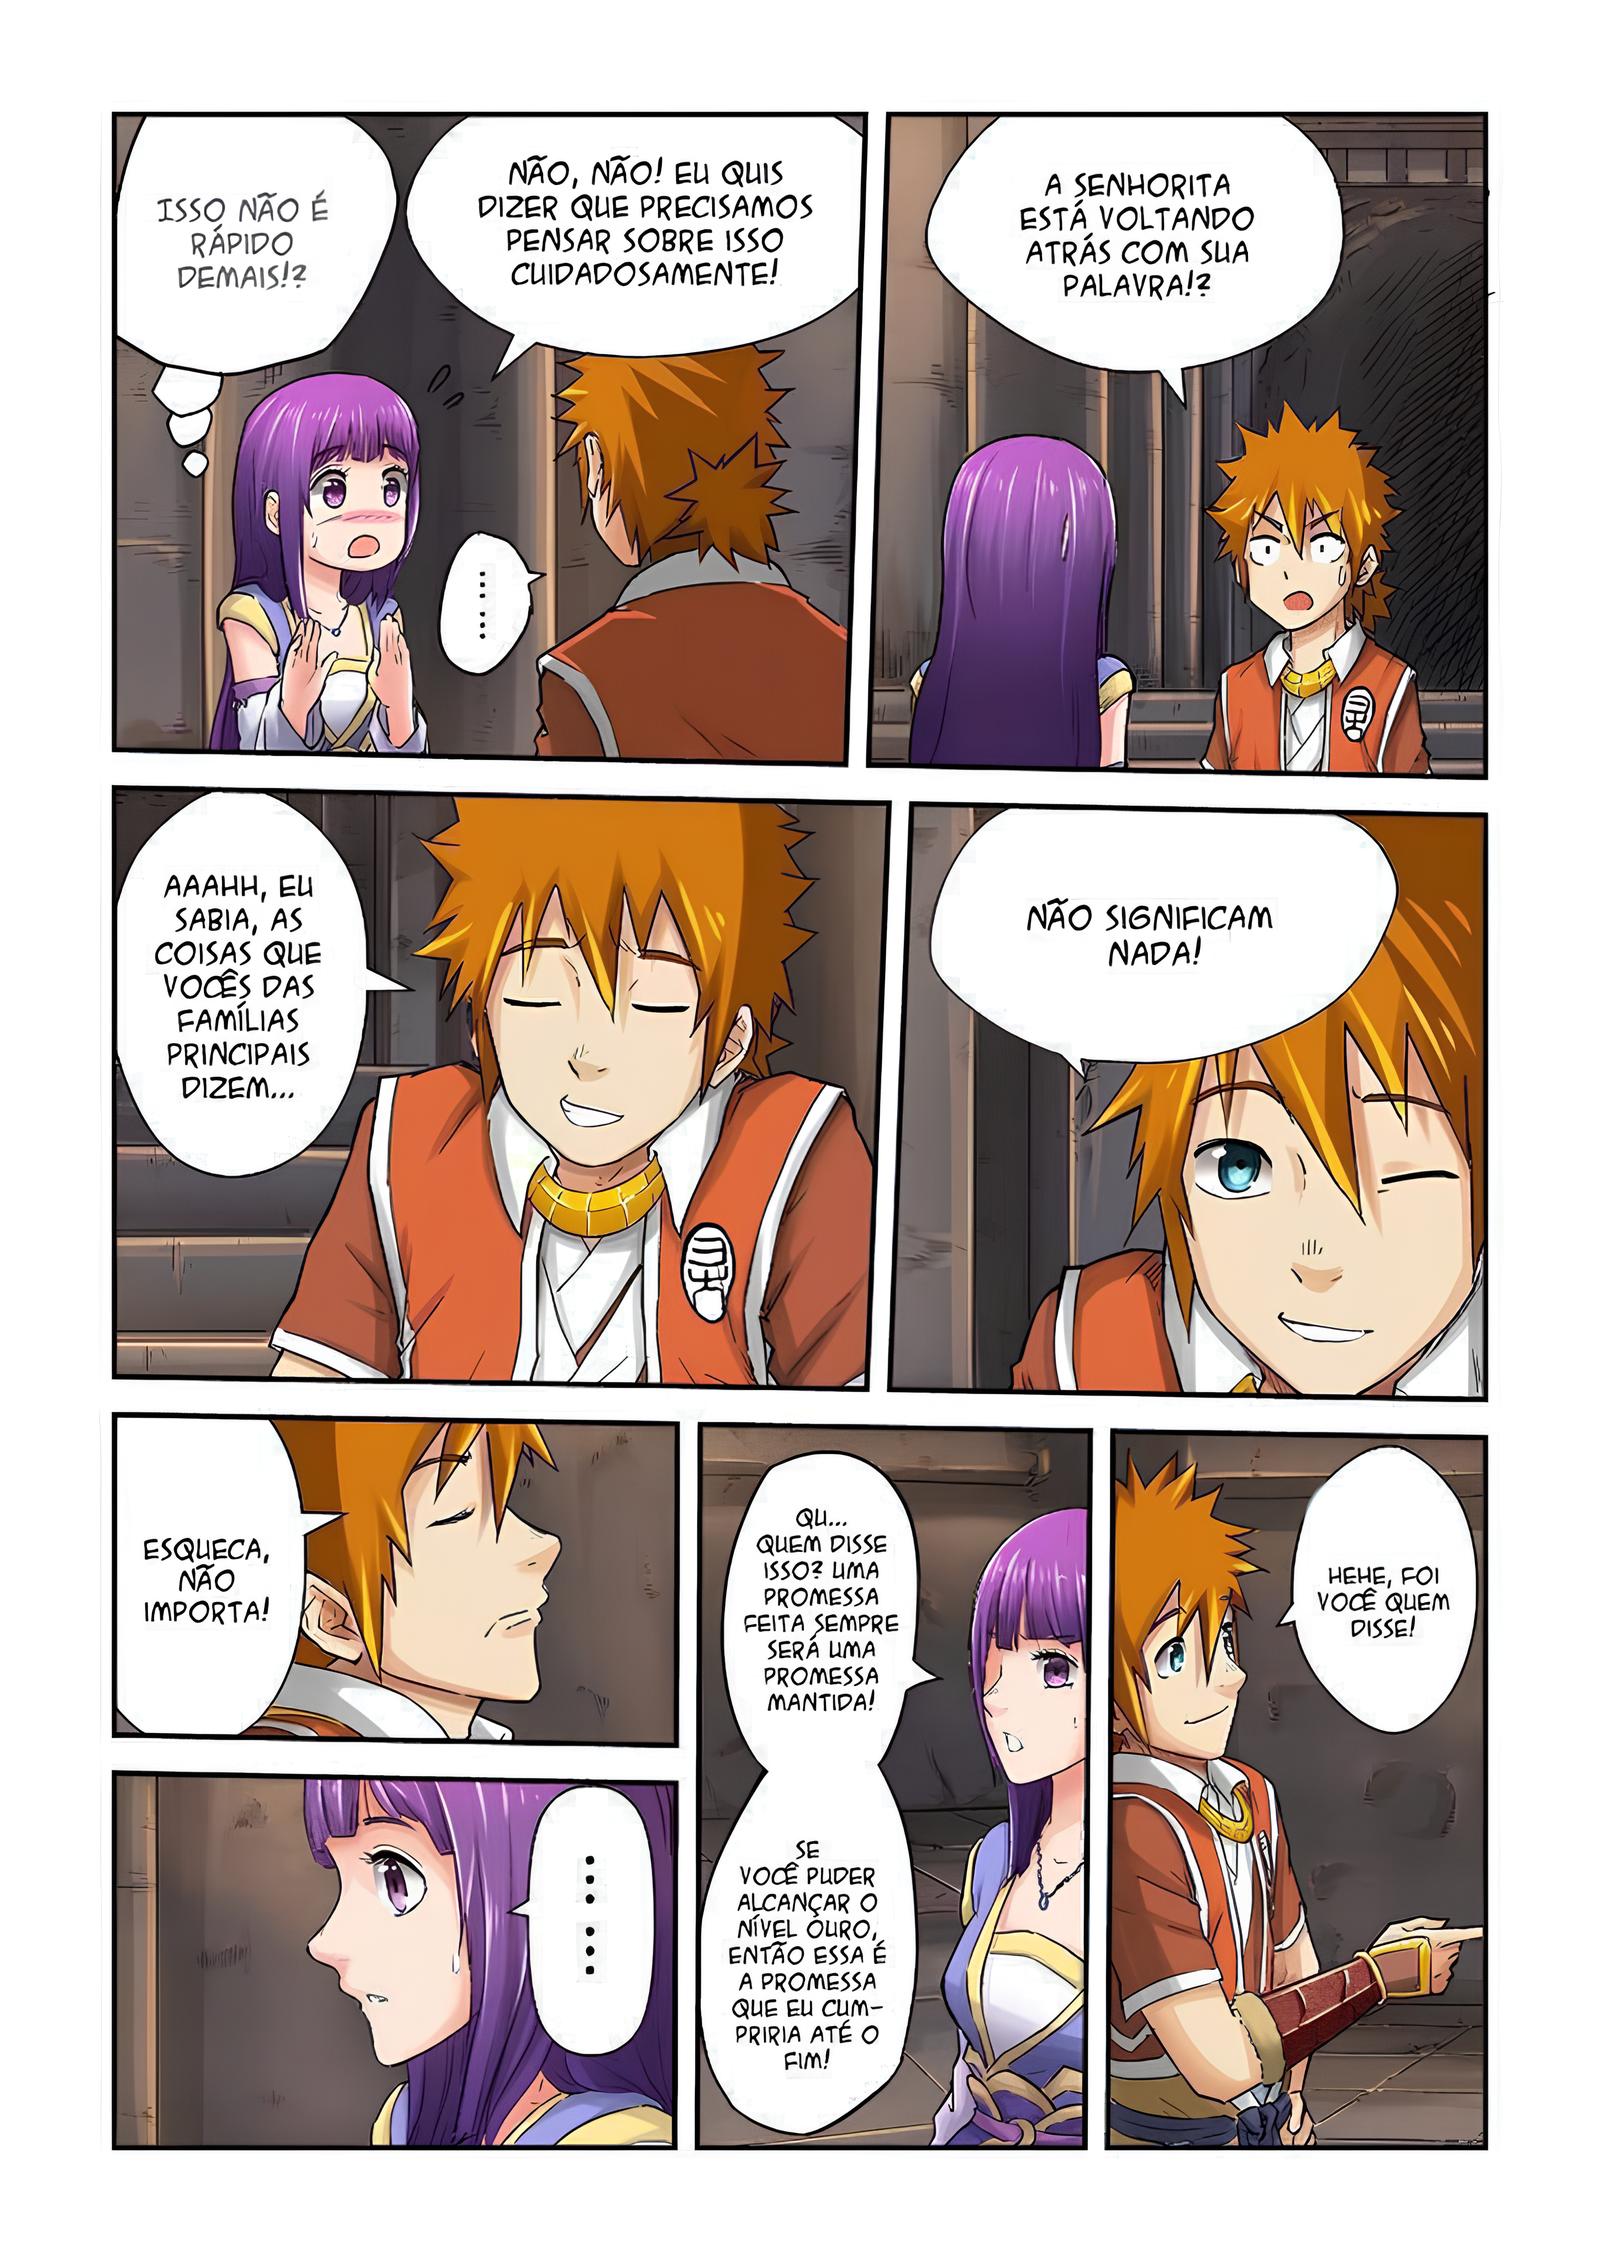 ISSO NÃO É
RÁPIDO
DEMAIS!?
NÃO, NÃO! EU QUIS
DIZER QUE PRECISAMOS
PENSAR SOBRE ISSO
CUIDADOSAMENTE!
......
A SENHORITA
ESTÁ VOLTANDO
ATRÁS COM SUA
PALAVRA!?
AAAHH, EU
SABIA, AS
COISAS QUE
VOCÊS DAS
FAMÍLIAS
PRINCIPAIS
DIZEM...
NÃO SIGNIFICAM
NADA!
ESQUECA,
NÃO
IMPORTA!
......
QU...
QUEM DISSE
ISSO? UMA
PROMESSA
FEITA SEMPRE
SERÁ UMA
PROMESSA
MANTIDA!
SE
VOCÊ PUDER
ALCANÇAR O
NÍVEL OURO,
ENTÃO ESSA É
A PROMESSA
QUE EU CUM-
PRIRIA ATÉ O
FIM!
HEHE, FOI
VOCÊ QUEM
DISSE!